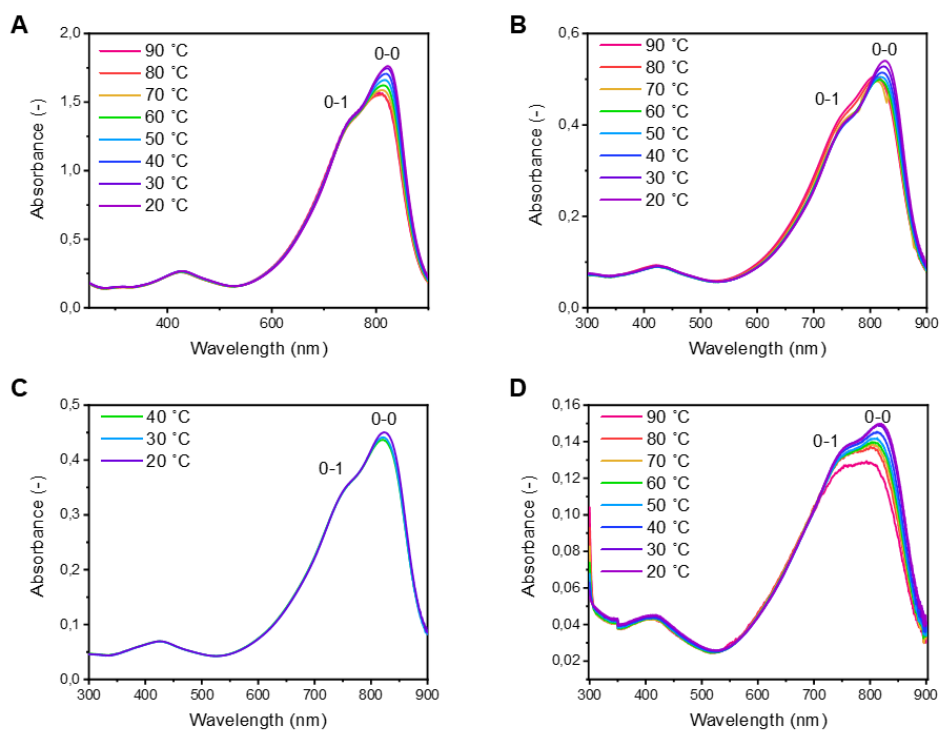 A
2,0
1,5
1,0
0,5
0,0
Absorbance (-)
90 ˚C
80 ˚C
70 ˚C
60 ˚C
50 ˚C
40 ˚C
30 ˚C
20 ˚C
0-1
0-0
400
600
800
Wavelength (nm)
B
0,6
0,4
0,2
0,0
Absorbance (-)
90 ˚C
80 ˚C
70 ˚C
60 ˚C
50 ˚C
40 ˚C
30 ˚C
20 ˚C
0-1
0-0
300
400
500
600
700
800
900
Wavelength (nm)
C
0,5
0,4
0,3
0,2
0,1
0,0
Absorbance (-)
40 ˚C
30 ˚C
20 ˚C
0-1
0-0
300
400
500
600
700
800
900
Wavelength (nm)
D
0,16
0,14
0,12
0,10
0,08
0,06
0,04
0,02
Absorbance (-)
90 ˚C
80 ˚C
70 ˚C
60 ˚C
50 ˚C
40 ˚C
30 ˚C
20 ˚C
0-1
0-0
300
400
500
600
700
800
900
Wavelength (nm)